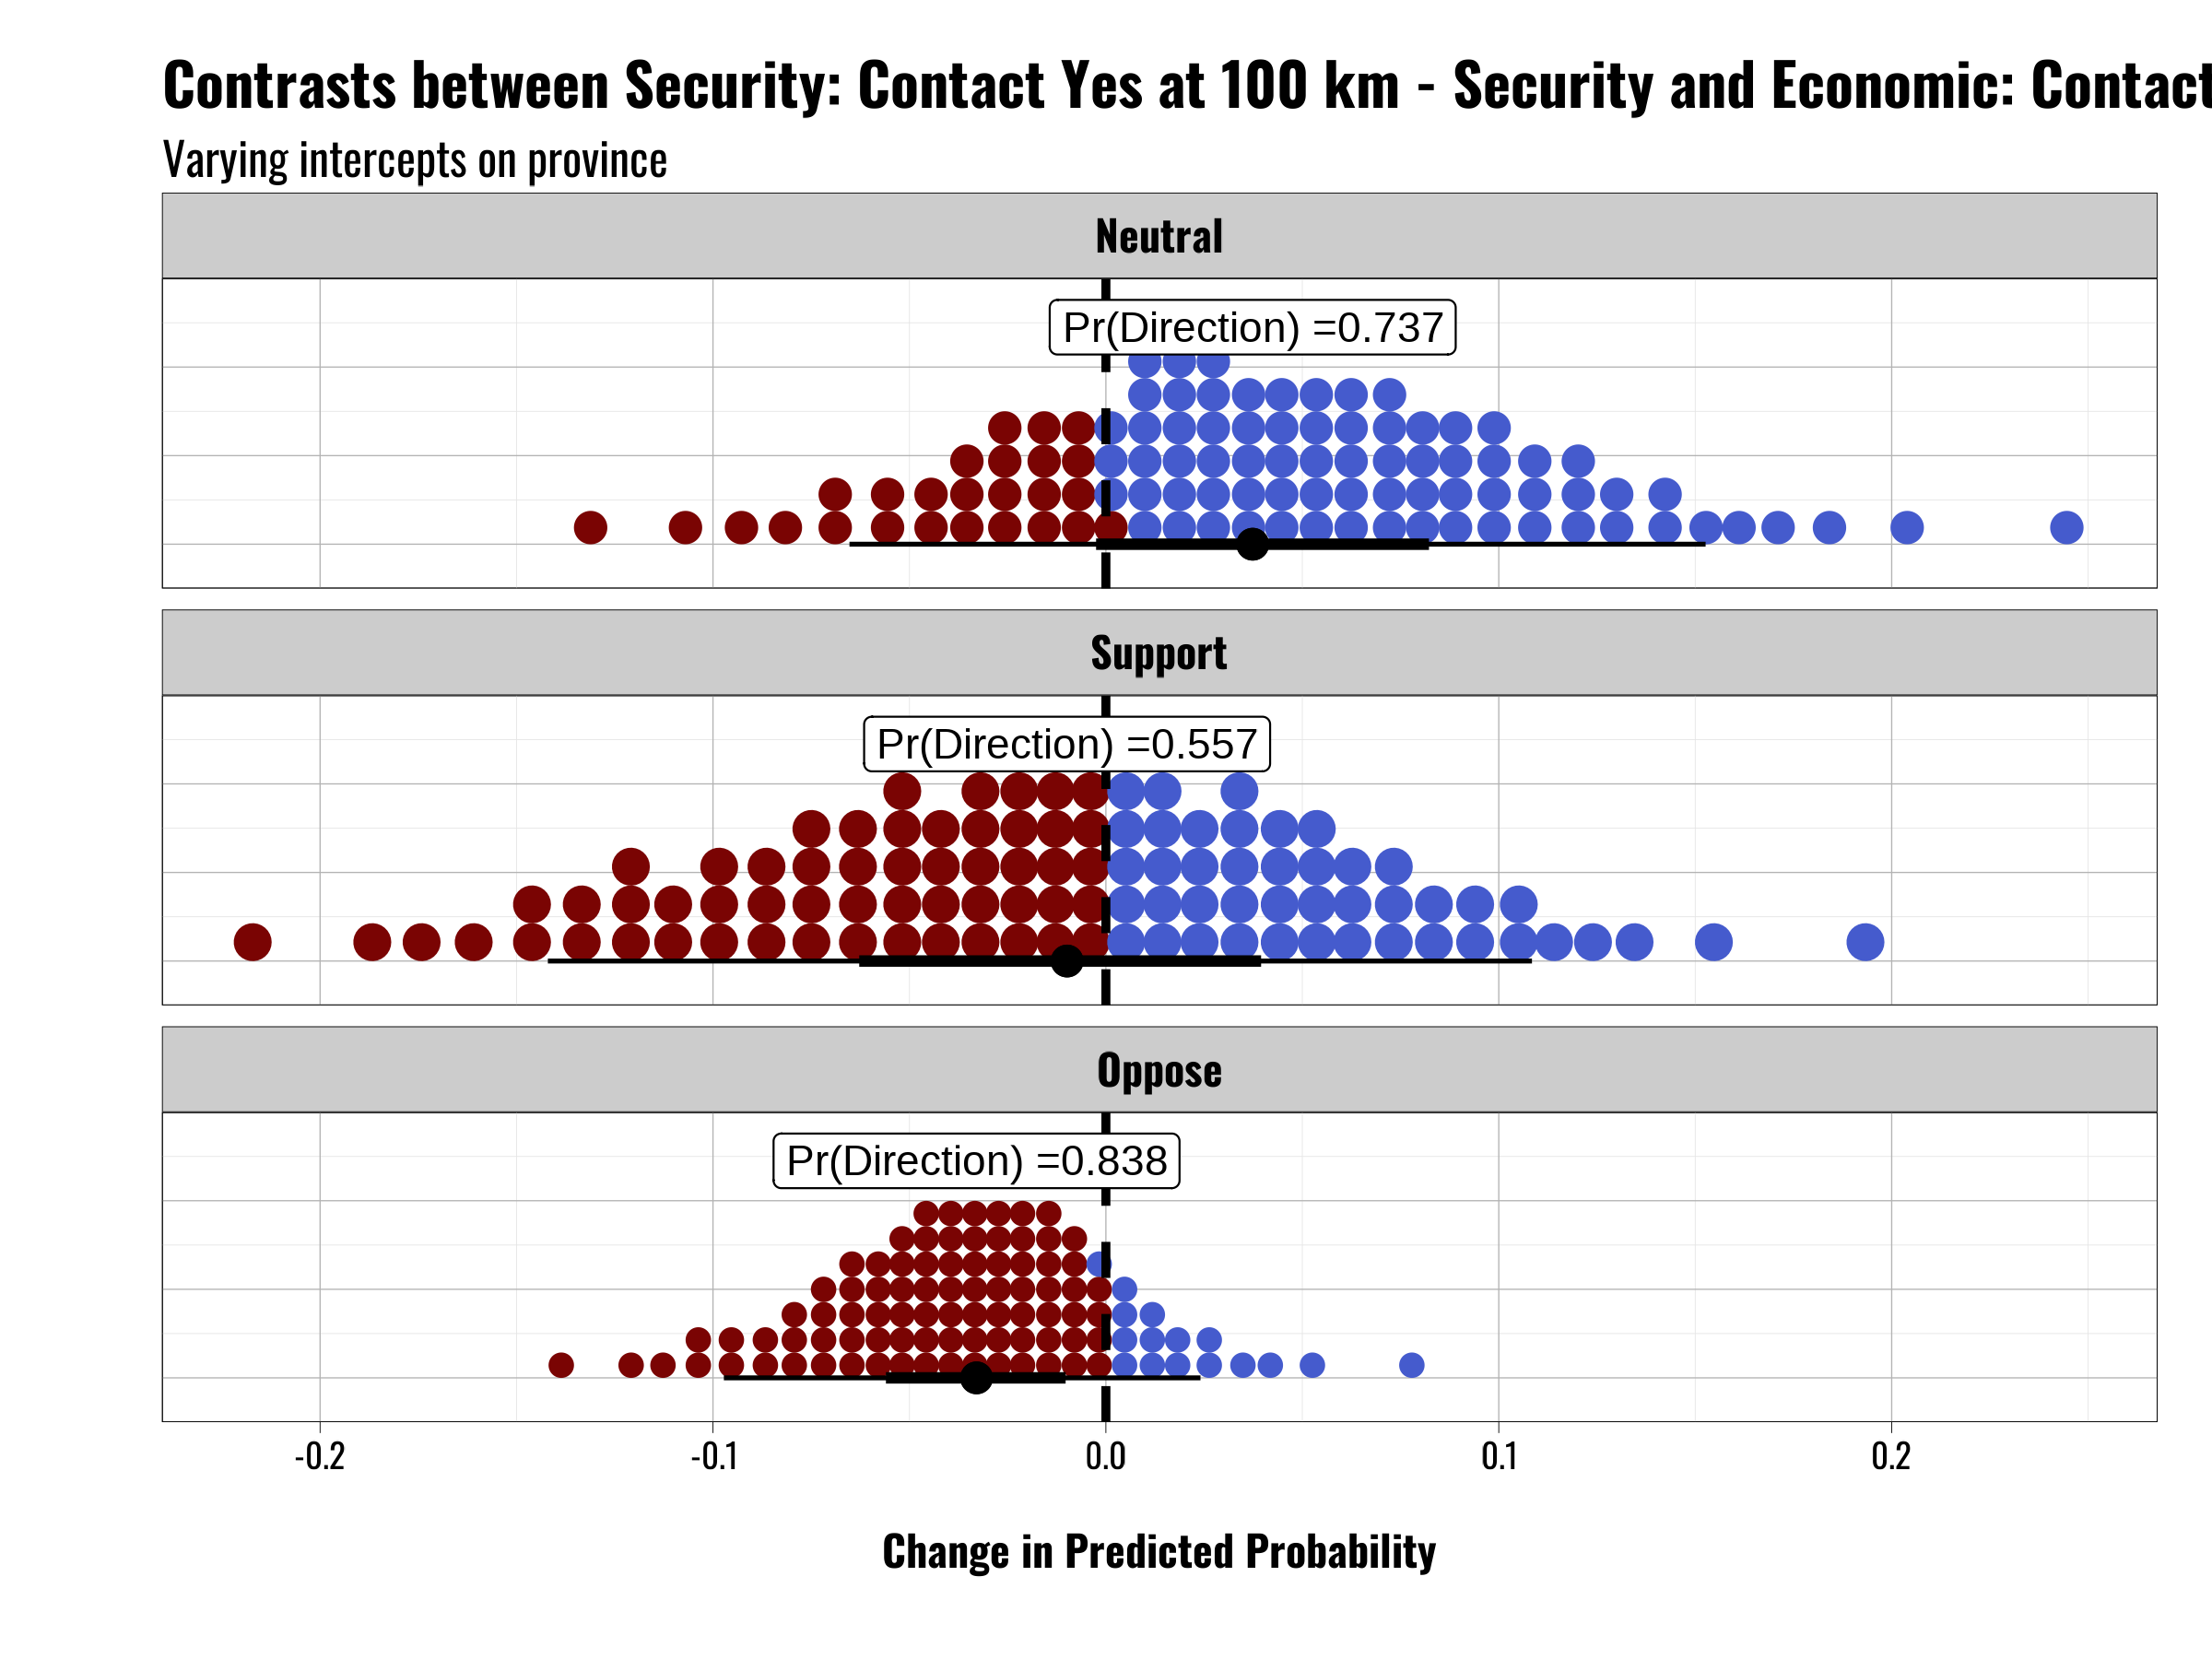 Contrasts between Security: Contact Yes at 100 km - Security and Economic: Contact
Varying intercepts on province
Neutral
Pr(Direction) =0.737
Support
Pr(Direction) =0.557
Oppose
Pr(Direction) =0.838
-0.2 -0.1 0.0 0.1 0.2
Change in Predicted Probability